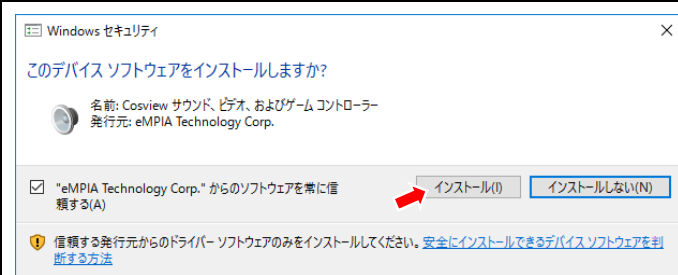 Windows セキュリティ
このデバイス ソフトウェアをインストールしますか?
名前: Cosview サウンド、ビデオ、およびゲーム コントローラー
発行元: eMPIA Technology Corp.
"eMPIA Technology Corp." からのソフトウェアを常に信
頼する(A)
インストール(I)
インストールしない(N)
信頼する発行元からのドライバー ソフトウェアのみをインストールしてください。安全にインストールできるデバイス ソフトウェアを判
断する方法